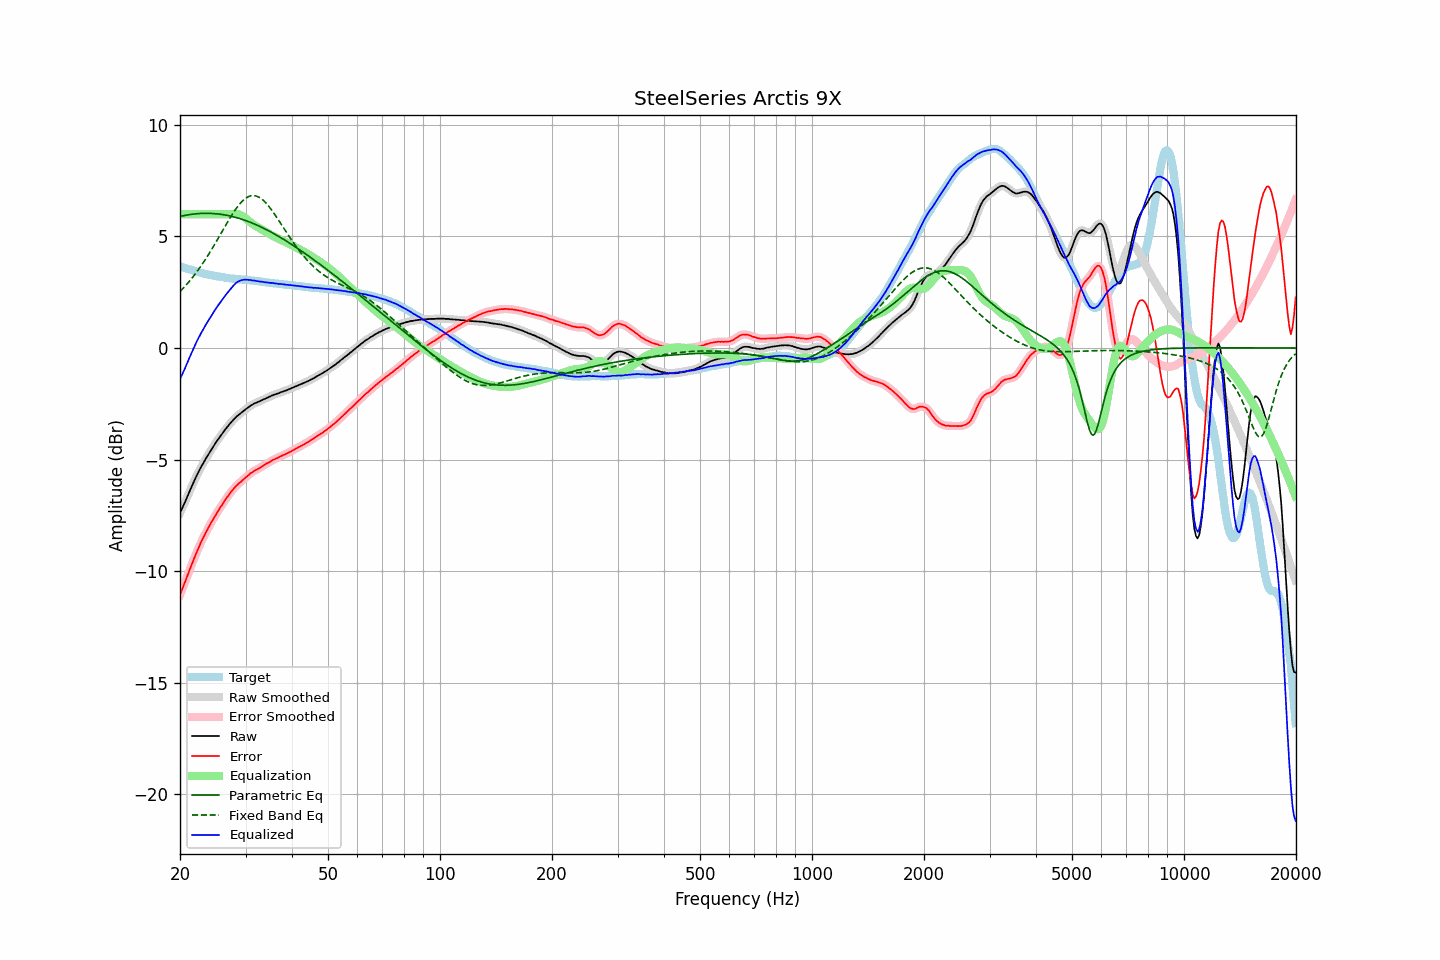 SteelSeries Arctis 9X
Amplitude (dBr)
10
5
0
−5
−10
−15
−20
Target
Raw Smoothed
Error Smoothed
Raw
Error
Equalization
Parametric Eq
Fixed Band Eq
Equalized
20 50 100 200 500 1000 2000 5000 10000 20000
Frequency (Hz)